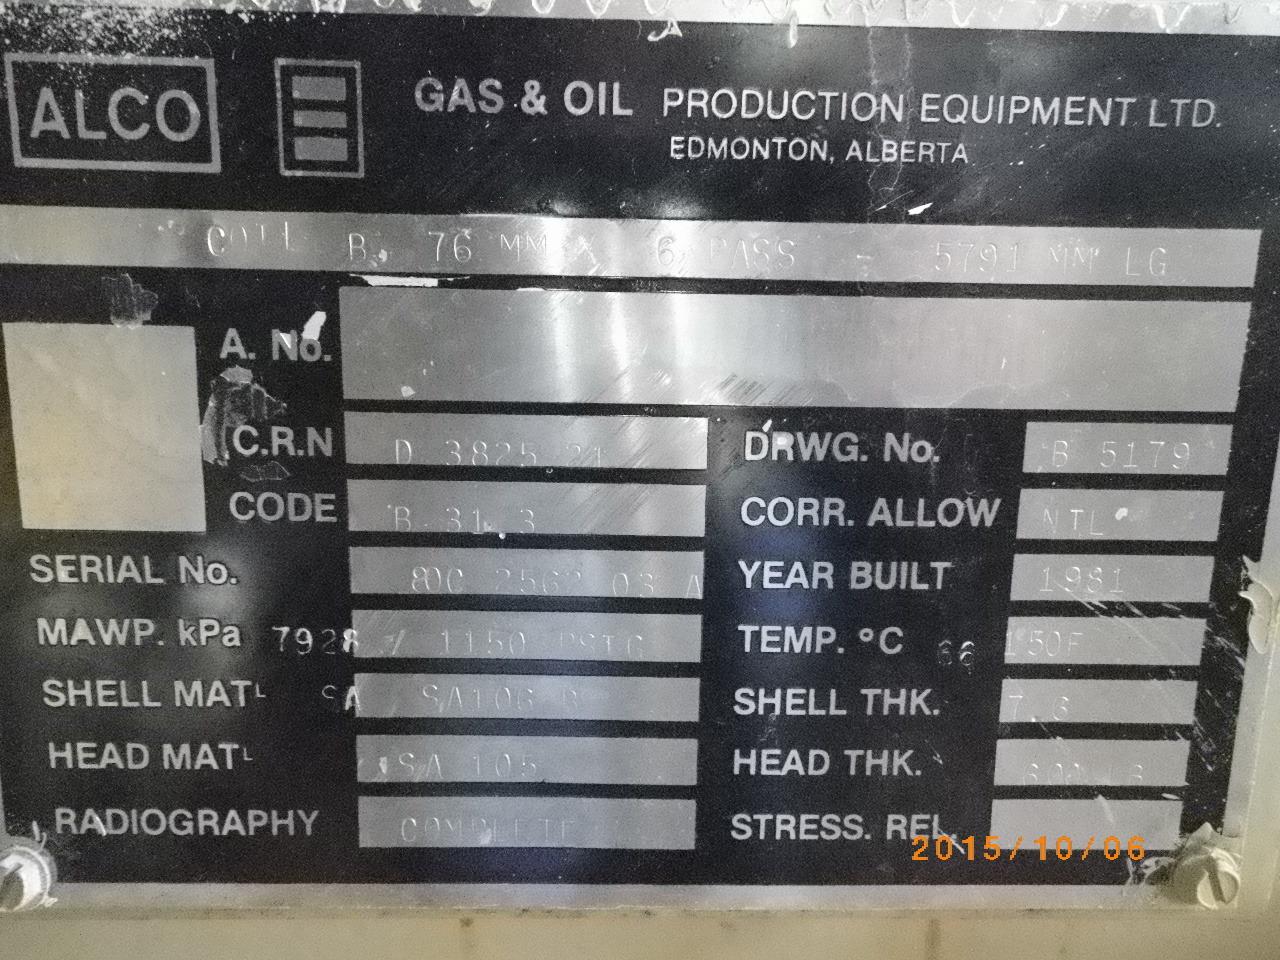 ALCO
GAS & OIL PRODUCTION EQUIPMENT LTD.
EDMONTON, ALBERTA
COIL B. 76 MM X 6 PASS - 5791 MM LG
A. No.
C.R.N D 3825.21 DRWG. No. B 5179
CODE B 31.3 CORR. ALLOW NIL
SERIAL No. 80C 2562 03 A YEAR BUILT 1981
MAWP. kPa 7928 / 1150 PSIG TEMP. °C 66 150F
SHELL MATL SA SA106 B SHELL THK. 7.6
HEAD MATL SA 105 HEAD THK. 600 LB
RADIOGRAPHY COMPLETE STRESS. REL.
2015/10/06